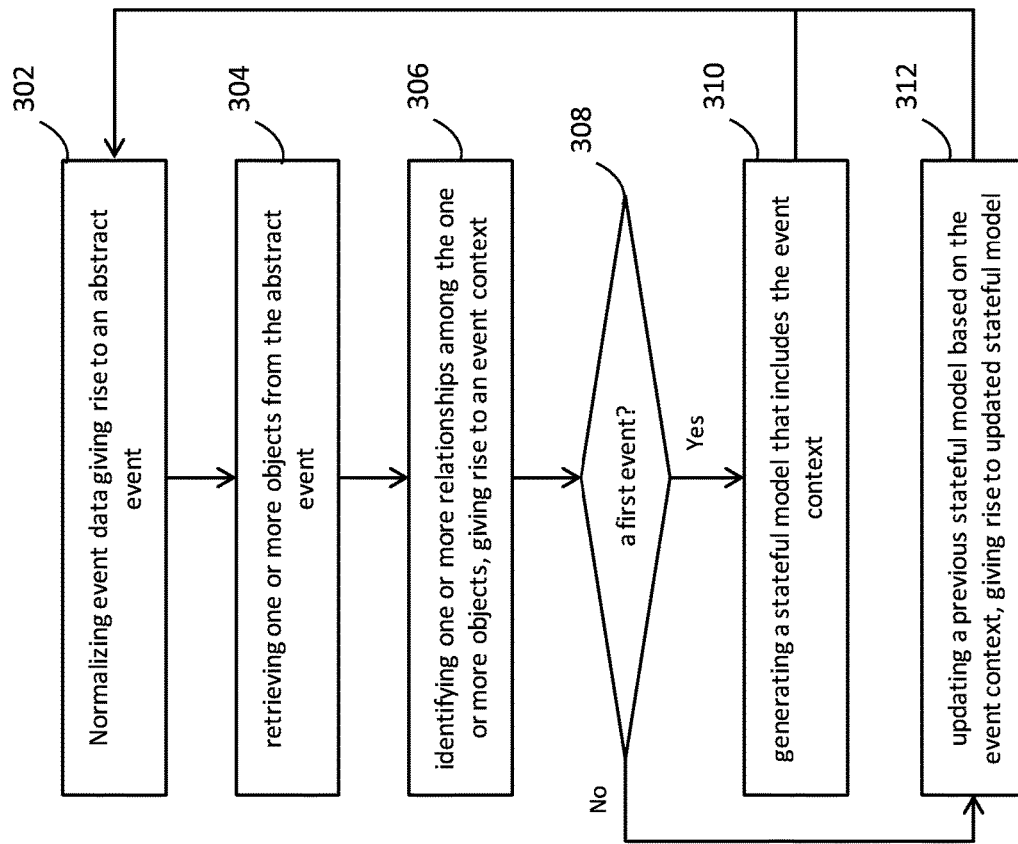 302
Normalizing event data giving rise to an abstract
event
304
retrieving one or more objects from the abstract
event
306
identifying one or more relationships among the one
or more objects, giving rise to an event context
308
a first event?
No
Yes
310
generating a stateful model that includes the event
context
312
updating a previous stateful model based on the
event context, giving rise to updated stateful model